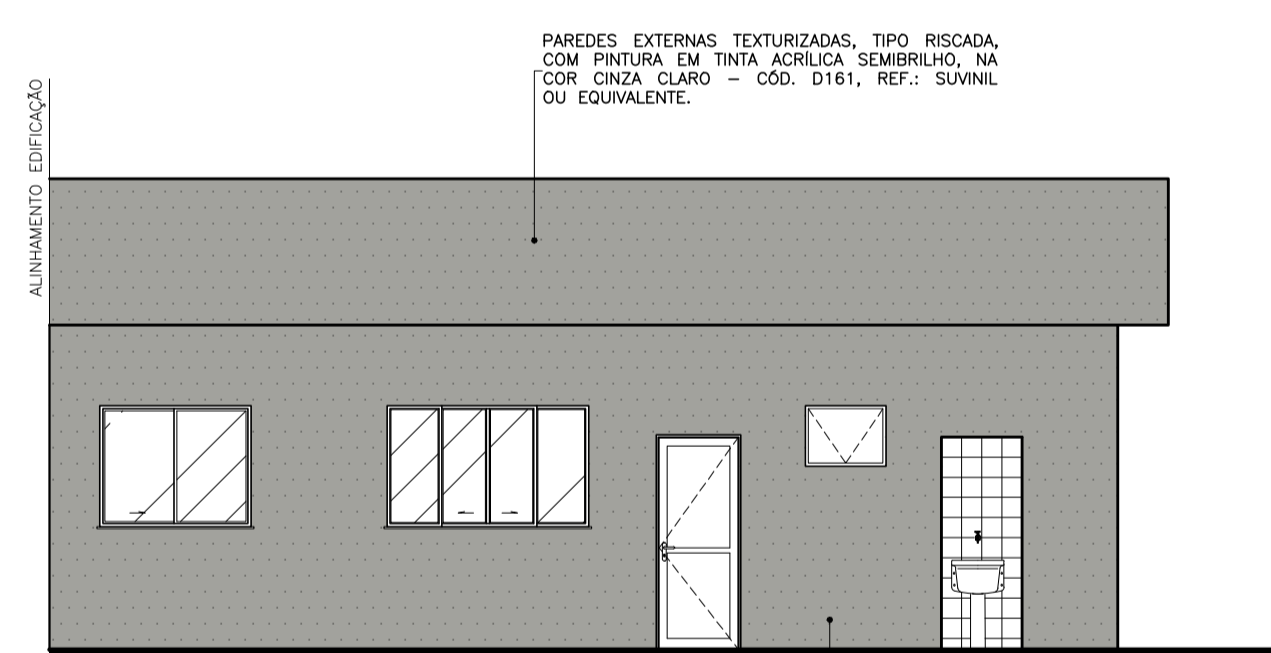 PAREDES EXTERNAS TEXTURIZADAS, TIPO RISCADA,
COM PINTURA EM TINTA ACRÍLICA SEMIBRILHO, NA
COR CINZA CLARO – CÓD. D161, REF.: SUVINIL
OU EQUIVALENTE.
ALINHAMENTO EDIFICAÇÃO